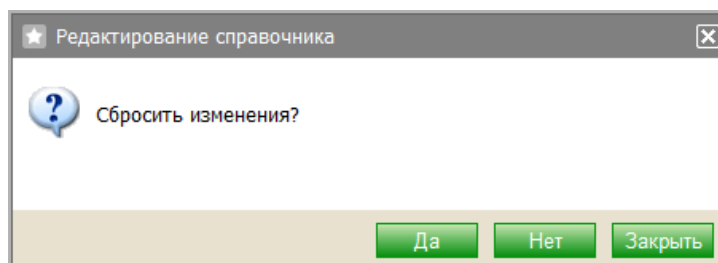 Редактирование справочника
Сбросить изменения?
Да Нет Закрыть